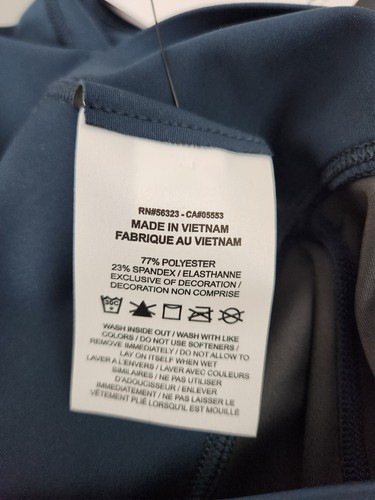 RN#56323 - CA#05553
MADE IN VIETNAM
FABRIQUE AU VIETNAM
77% POLYESTER
23% SPANDEX / ELASTHANNE
EXCLUSIVE OF DECORATION /
DÉCORATION NON COMPRISE
WASH INSIDE OUT / WASH WITH LIKE
COLORS / DO NOT USE SOFTENERS /
REMOVE IMMEDIATELY / DO NOT ALLOW TO
LAY ON ITSELF WHEN WET
LAVER A L'ENVERS / LAVER AVEC COULEURS
SIMILAIRES / NE PAS UTILISER
D'ADOUCISSEUR / ENLEVER
IMMÉDIATEMENT / NE PAS LAISSER LE
VÊTEMENT PLIÉ LORSQU'IL EST MOUILLÉ